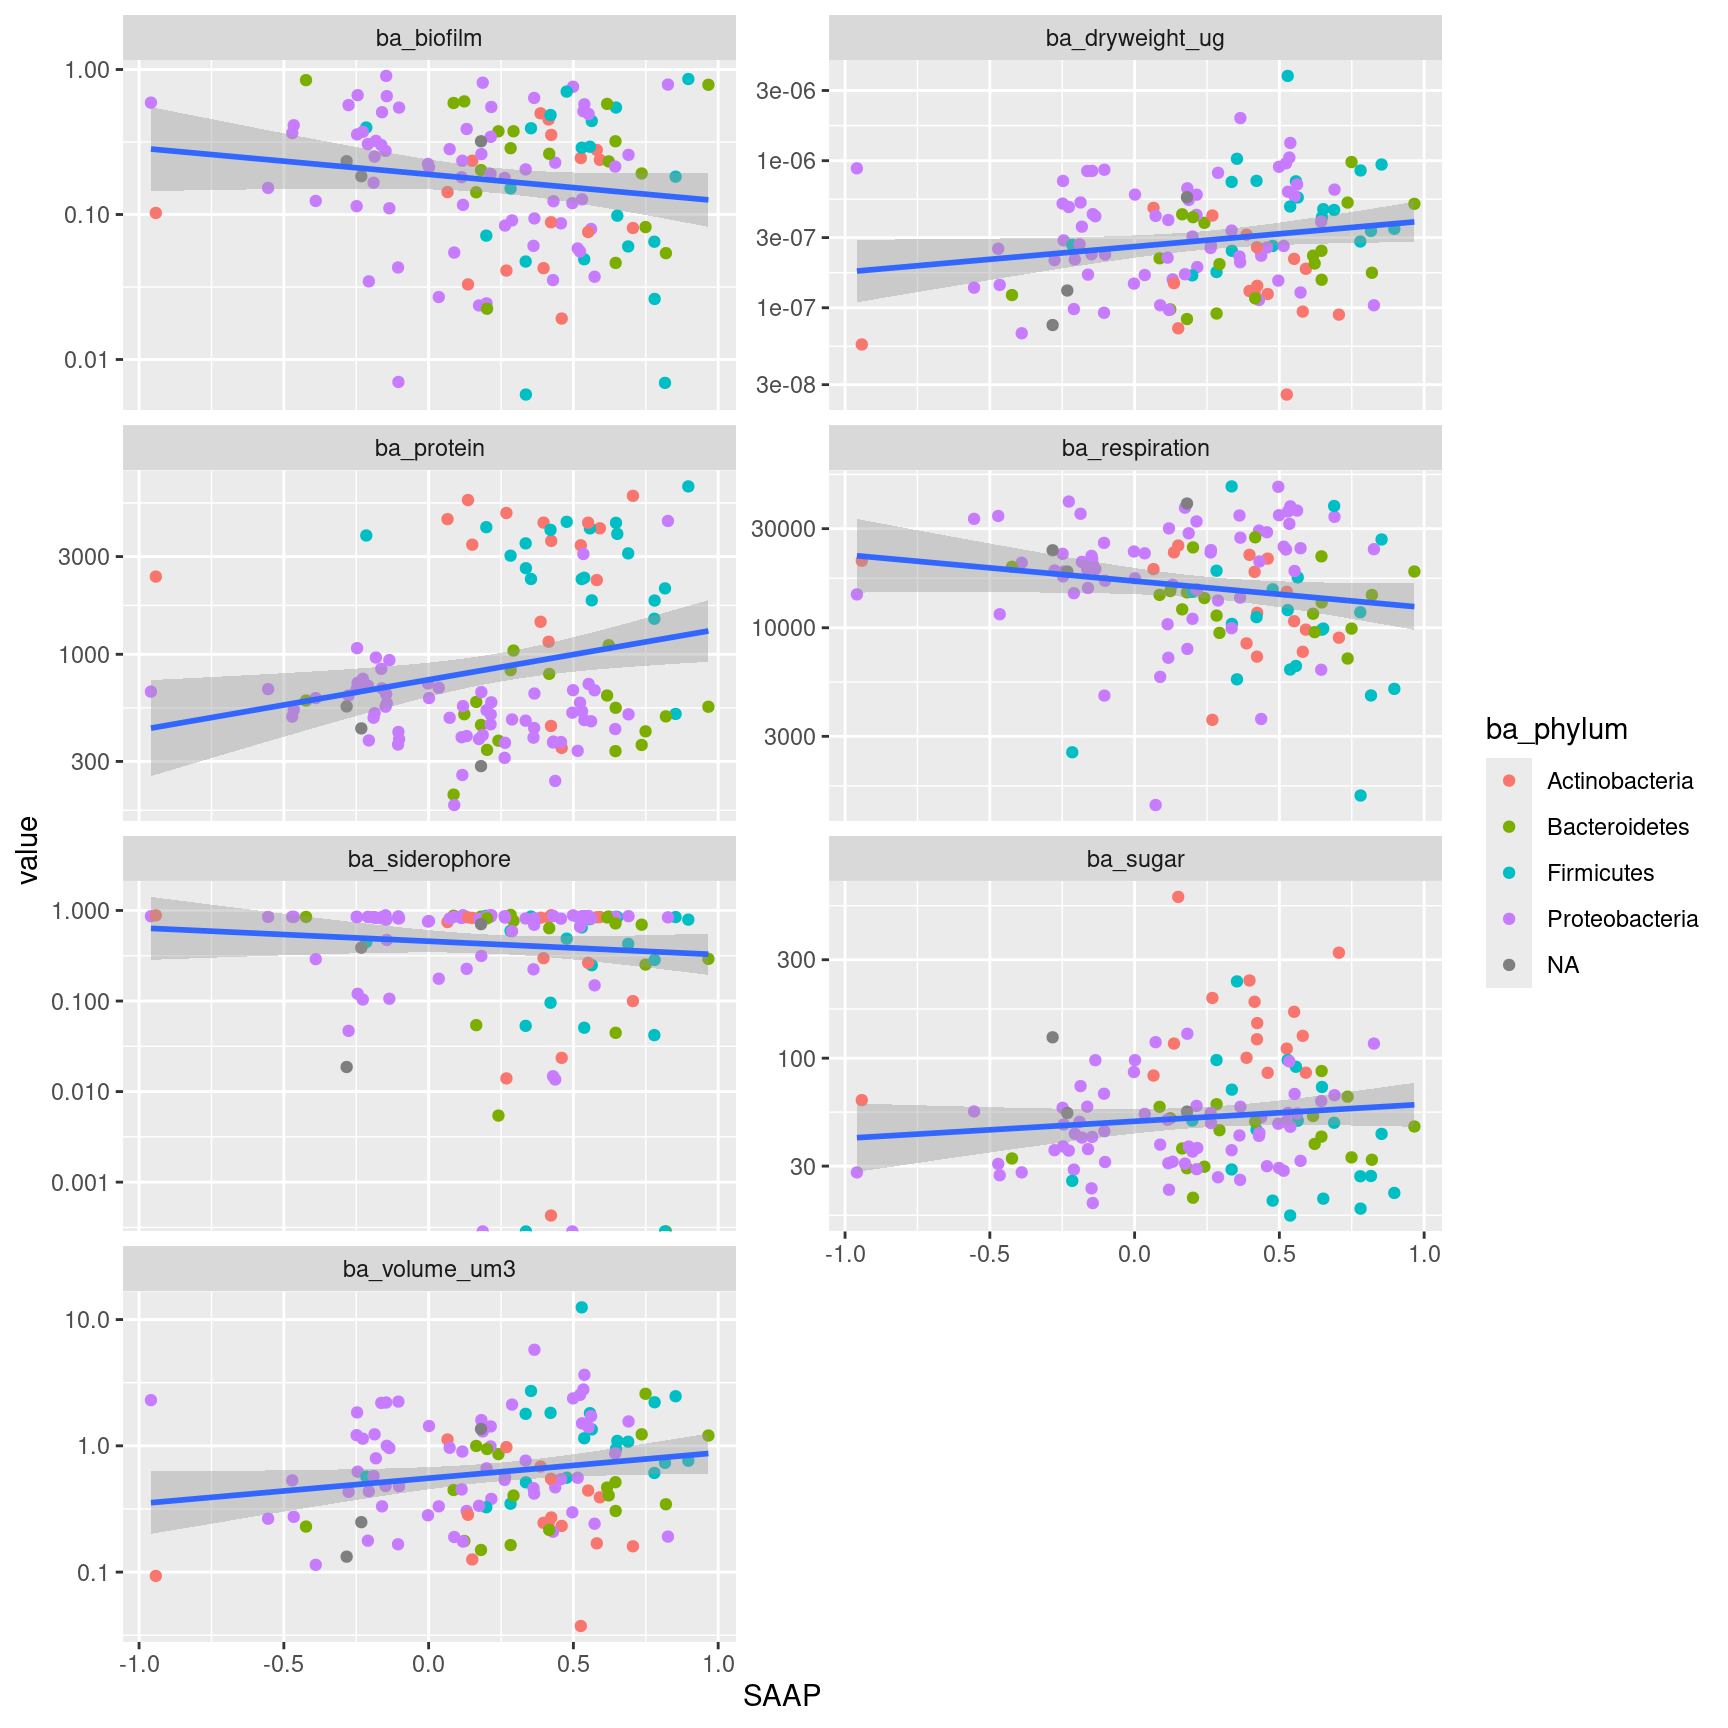 ba_biofilm
1.00
0.10
0.01
ba_dryweight_ug
3e-06
1e-06
3e-07
1e-07
3e-08
ba_protein
3000
1000
300
ba_respiration
30000
10000
3000
ba_siderophore
1.000
0.100
0.010
0.001
ba_sugar
300
100
30
-1.0 -0.5 0.0 0.5 1.0
ba_volume_um3
10.0
1.0
0.1
-1.0 -0.5 0.0 0.5 1.0
SAAP
value
ba_phylum
Actinobacteria
Bacteroidetes
Firmicutes
Proteobacteria
NA